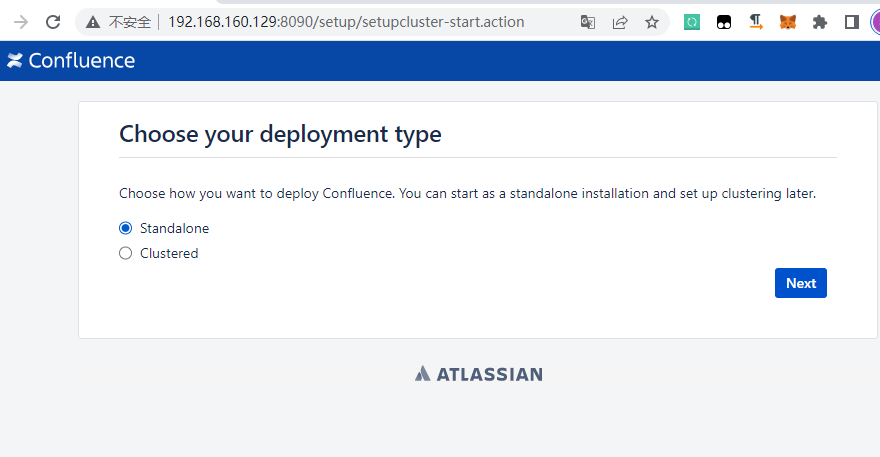 不安全 192.168.160.129:8090/setup/setupcluster-start.action
Confluence
Choose your deployment type
Choose how you want to deploy Confluence. You can start as a standalone installation and set up clustering later.
Standalone
Clustered
Next
ATLASSIAN